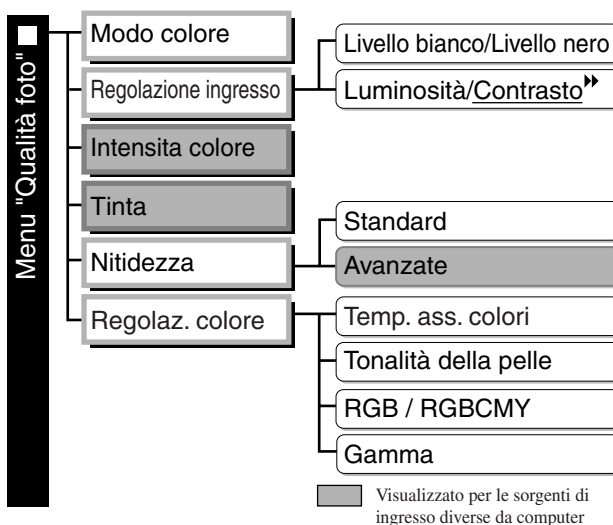 Menu "Qualità foto"
Modo colore
Regolazione ingresso
Livello bianco/Livello nero
Luminosità/Contrasto
Intensita colore
Tinta
Nitidezza
Standard
Avanzate
Regolaz. colore
Temp. ass. colori
Tonalità della pelle
RGB / RGBCMY
Gamma
Visualizzato per le sorgenti di
ingresso diverse da computer